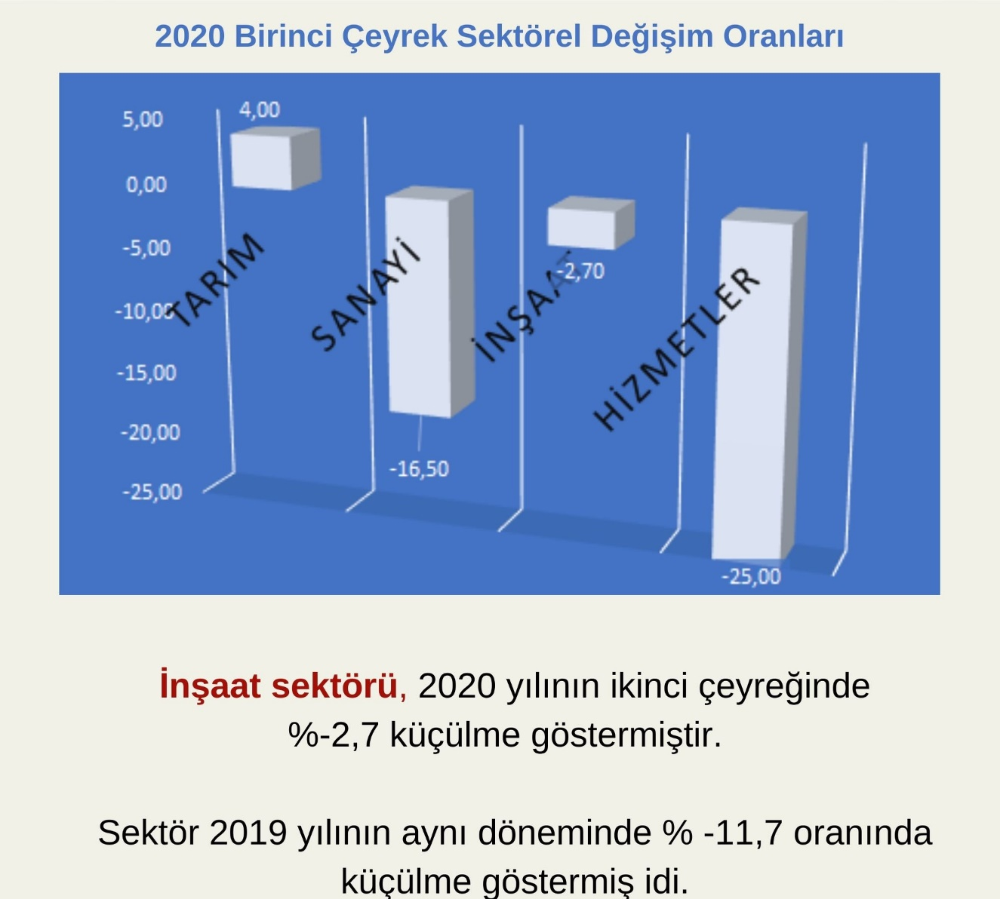 2020 Birinci Çeyrek Sektörel Değişim Oranları
5,00
0,00
-5,00
-10,00
-15,00
-20,00
-25,00
4,00
-16,50
-2,70
-25,00
TARIM
SANAYİ
İNŞAAT
HİZMETLER
İnşaat sektörü, 2020 yılının ikinci çeyreğinde
%-2,7 küçülme göstermiştir.
Sektör 2019 yılının aynı döneminde % -11,7 oranında
küçülme göstermiş idi.